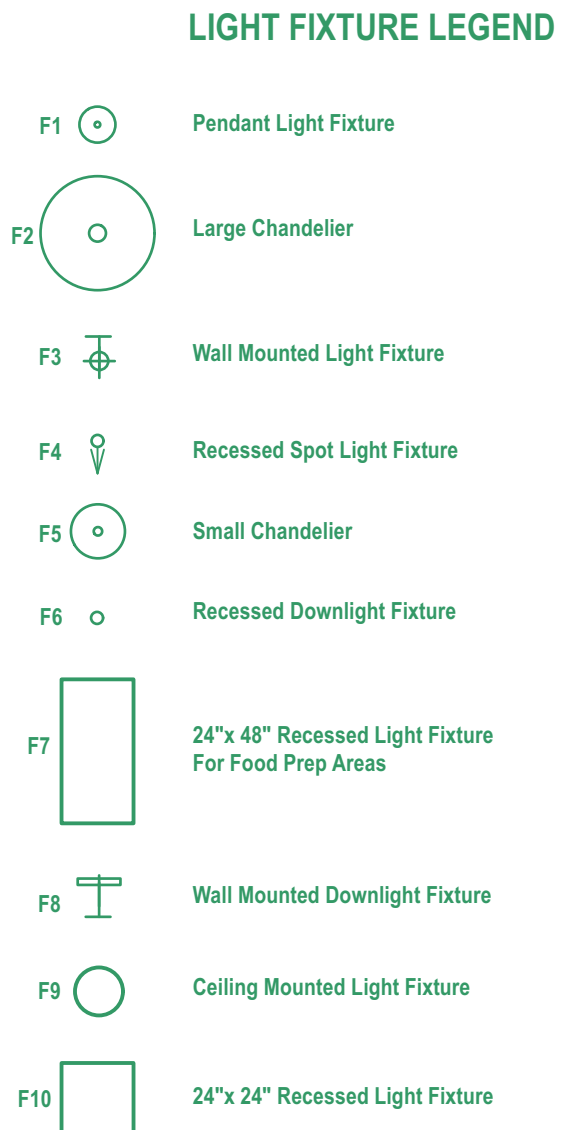 LIGHT FIXTURE LEGEND
F1 Pendant Light Fixture
F2 Large Chandelier
F3 Wall Mounted Light Fixture
F4 Recessed Spot Light Fixture
F5 Small Chandelier
F6 Recessed Downlight Fixture
F7 24"x 48" Recessed Light Fixture
For Food Prep Areas
F8 Wall Mounted Downlight Fixture
F9 Ceiling Mounted Light Fixture
F10 24"x 24" Recessed Light Fixture